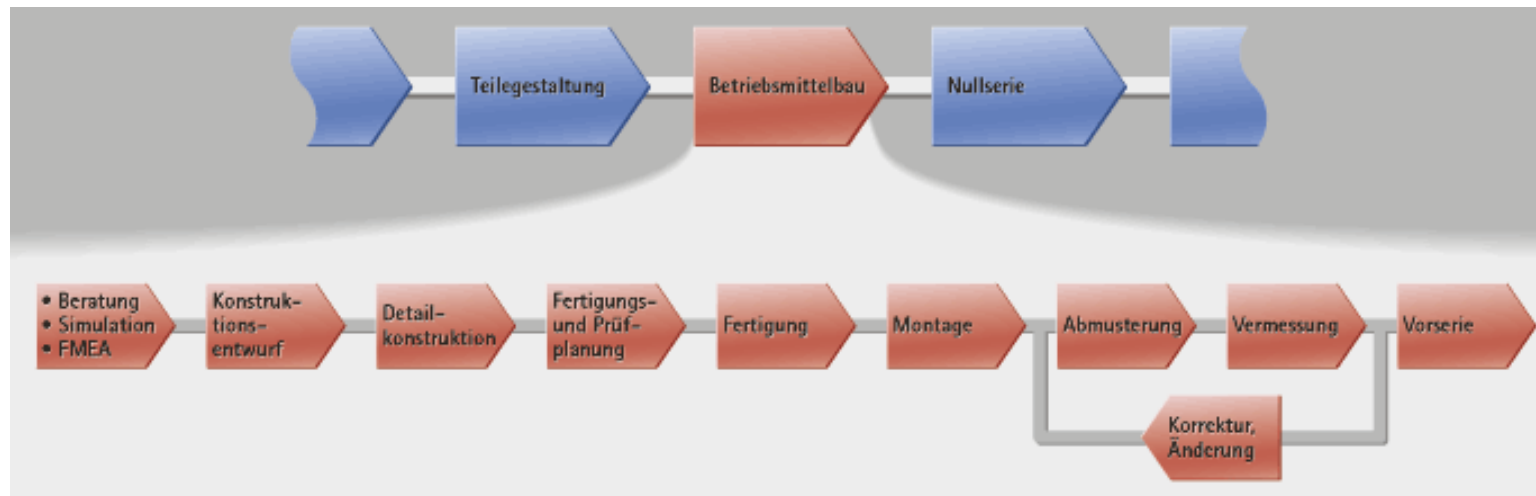 Teilegestaltung
Betriebsmittelbau
Nullserie
• Beratung
• Simulation
• FMEA
Konstruk-
tions-
entwurf
Detail-
konstruktion
Fertigungs-
und Prüf-
planung
Fertigung
Montage
Abmusterung
Vermessung
Vorserie
Korrektur,
Änderung